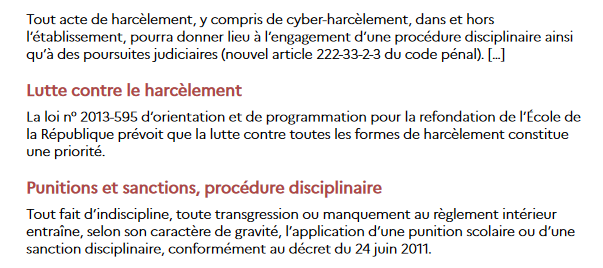 Tout acte de harcèlement, y compris de cyber-harcèlement, dans et hors
l’établissement, pourra donner lieu à l’engagement d’une procédure disciplinaire ainsi
qu’à des poursuites judiciaires (nouvel article 222-33-2-3 du code pénal). [...]
Lutte contre le harcèlement
La loi nº 2013-595 d’orientation et de programmation pour la refondation de l’École de
la République prévoit que la lutte contre toutes les formes de harcèlement constitue
une priorité.
Punitions et sanctions, procédure disciplinaire
Tout fait d’indiscipline, toute transgression ou manquement au règlement intérieur
entraîne, selon son caractère de gravité, l’application d’une punition scolaire ou d’une
sanction disciplinaire, conformément au décret du 24 juin 2011.